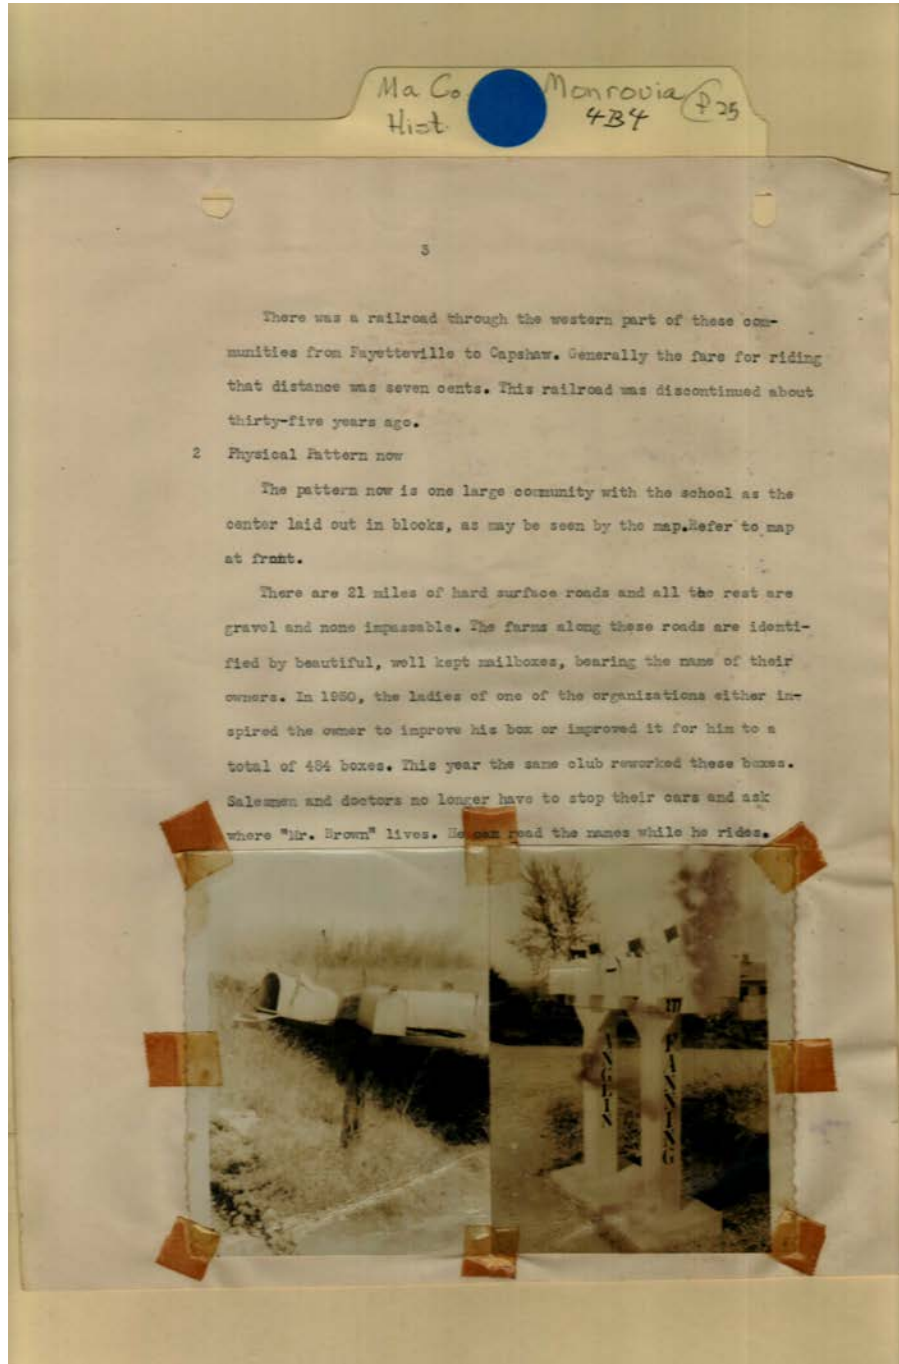 Ma Co. Monrovia P 25
Hist. 4B4
3
There was a railroad through the western part of these com-
munities from Fayetteville to Capshaw. Generally the fare for riding
that distance was seven cents. This railroad was discontinued about
thirty-five years ago.
2 Physical Pattern now
The pattern now is one large community with the school as the
center laid out in blocks, as may be seen by the map.Refer to map
at front.
There are 21 miles of hard surface roads and all the rest are
gravel and none impassable. The farms along these roads are identi-
fied by beautiful, well kept mailboxes, bearing the name of their
owners. In 1950, the ladies of one of the organizations either in-
spired the owner to improve his box or improved it for him to a
total of 484 boxes. This year the same club reworked these boxes.
Salesmen and doctors no longer have to stop their cars and ask
where "Mr. Brown" lives. He can read the names while he rides.
FANNING